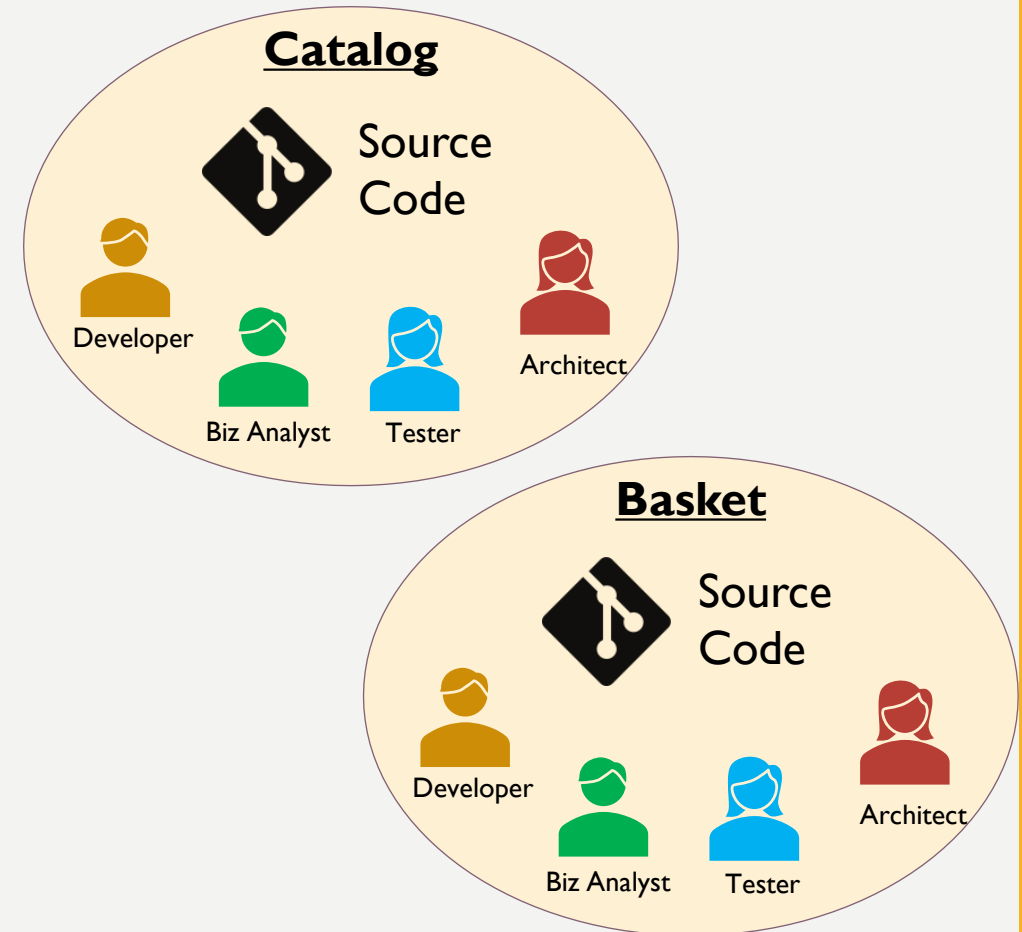 Catalog
Source
Code
Developer
Architect
Biz Analyst
Tester
Basket
Source
Code
Developer
Architect
Biz Analyst
Tester